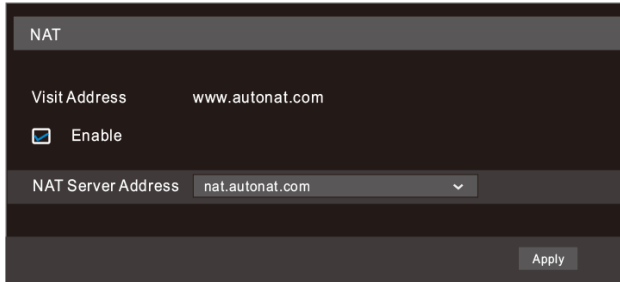 NAT
Visit Address www.autonat.com
Enable
NAT Server Address nat.autonat.com
Apply